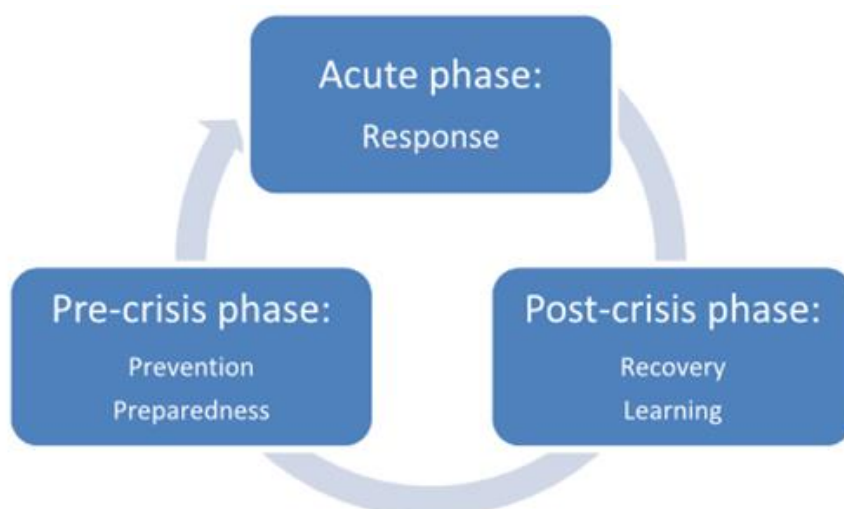 Acute phase:
Response
Pre-crisis phase:
Prevention
Preparedness
Post-crisis phase:
Recovery
Learning